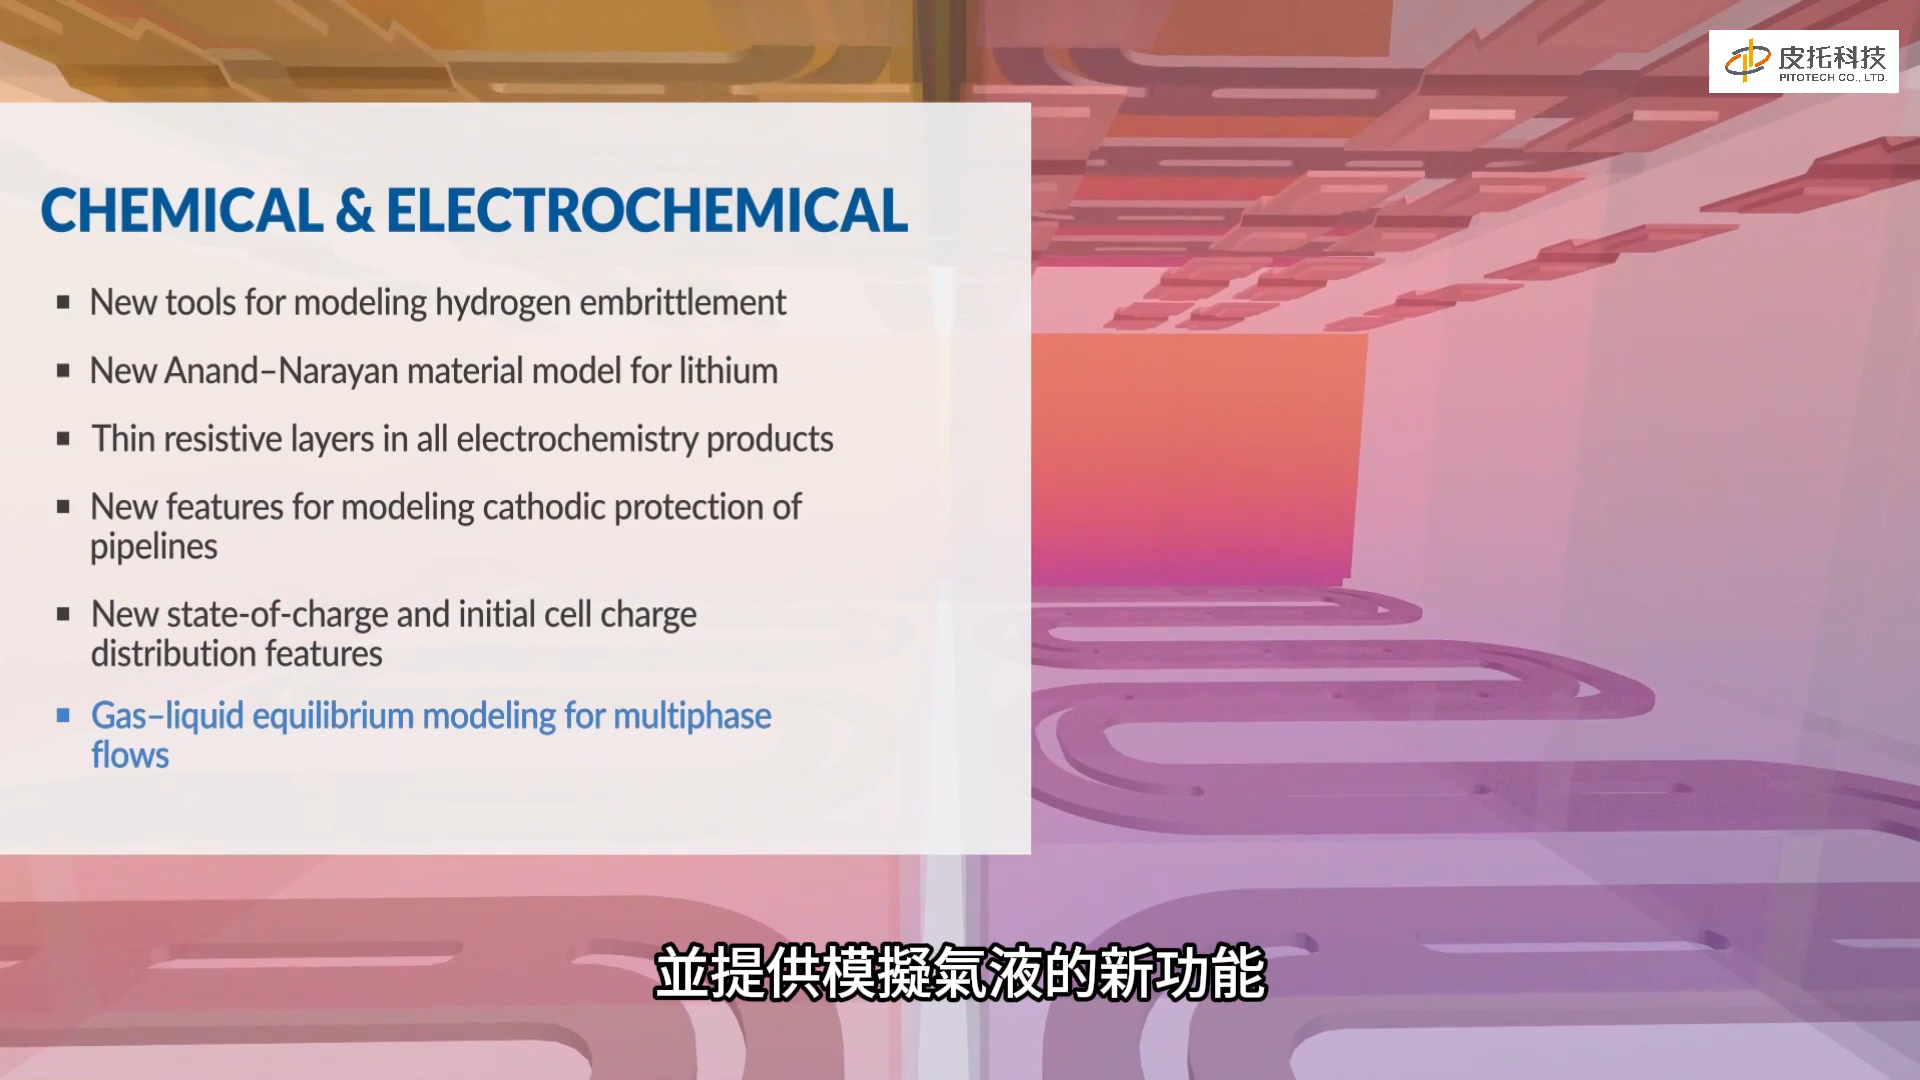 皮托科技
PITOTECH CO., LTD.
CHEMICAL & ELECTROCHEMICAL
▪ New tools for modeling hydrogen embrittlement
▪ New Anand–Narayan material model for lithium
▪ Thin resistive layers in all electrochemistry products
▪ New features for modeling cathodic protection of
pipelines
▪ New state-of-charge and initial cell charge
distribution features
▪ Gas–liquid equilibrium modeling for multiphase
flows
並提供模擬氣液的新功能